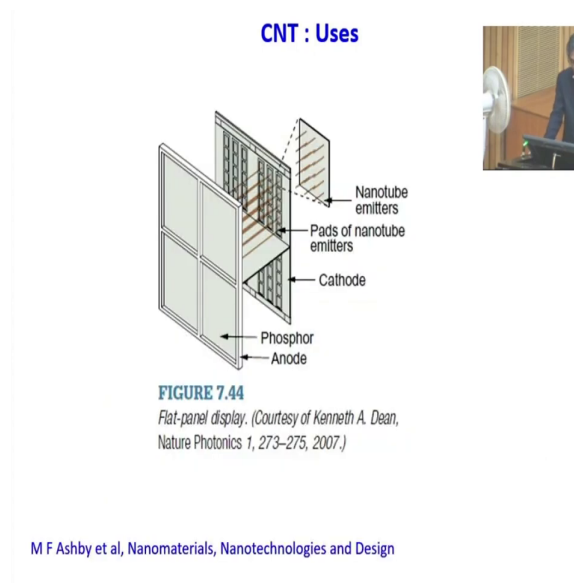 CNT : Uses
Nanotube
emitters
Pads of nanotube
emitters
Cathode
Phosphor
Anode
FIGURE 7.44
Flat-panel display. (Courtesy of Kenneth A. Dean,
Nature Photonics 1, 273–275, 2007.)
M F Ashby et al, Nanomaterials, Nanotechnologies and Design